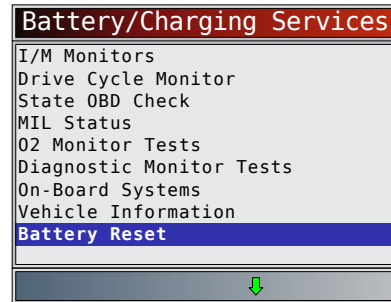 Battery/Charging Services
I/M Monitors
Drive Cycle Monitor
State OBD Check
MIL Status
O2 Monitor Tests
Diagnostic Monitor Tests
On-Board Systems
Vehicle Information
Battery Reset